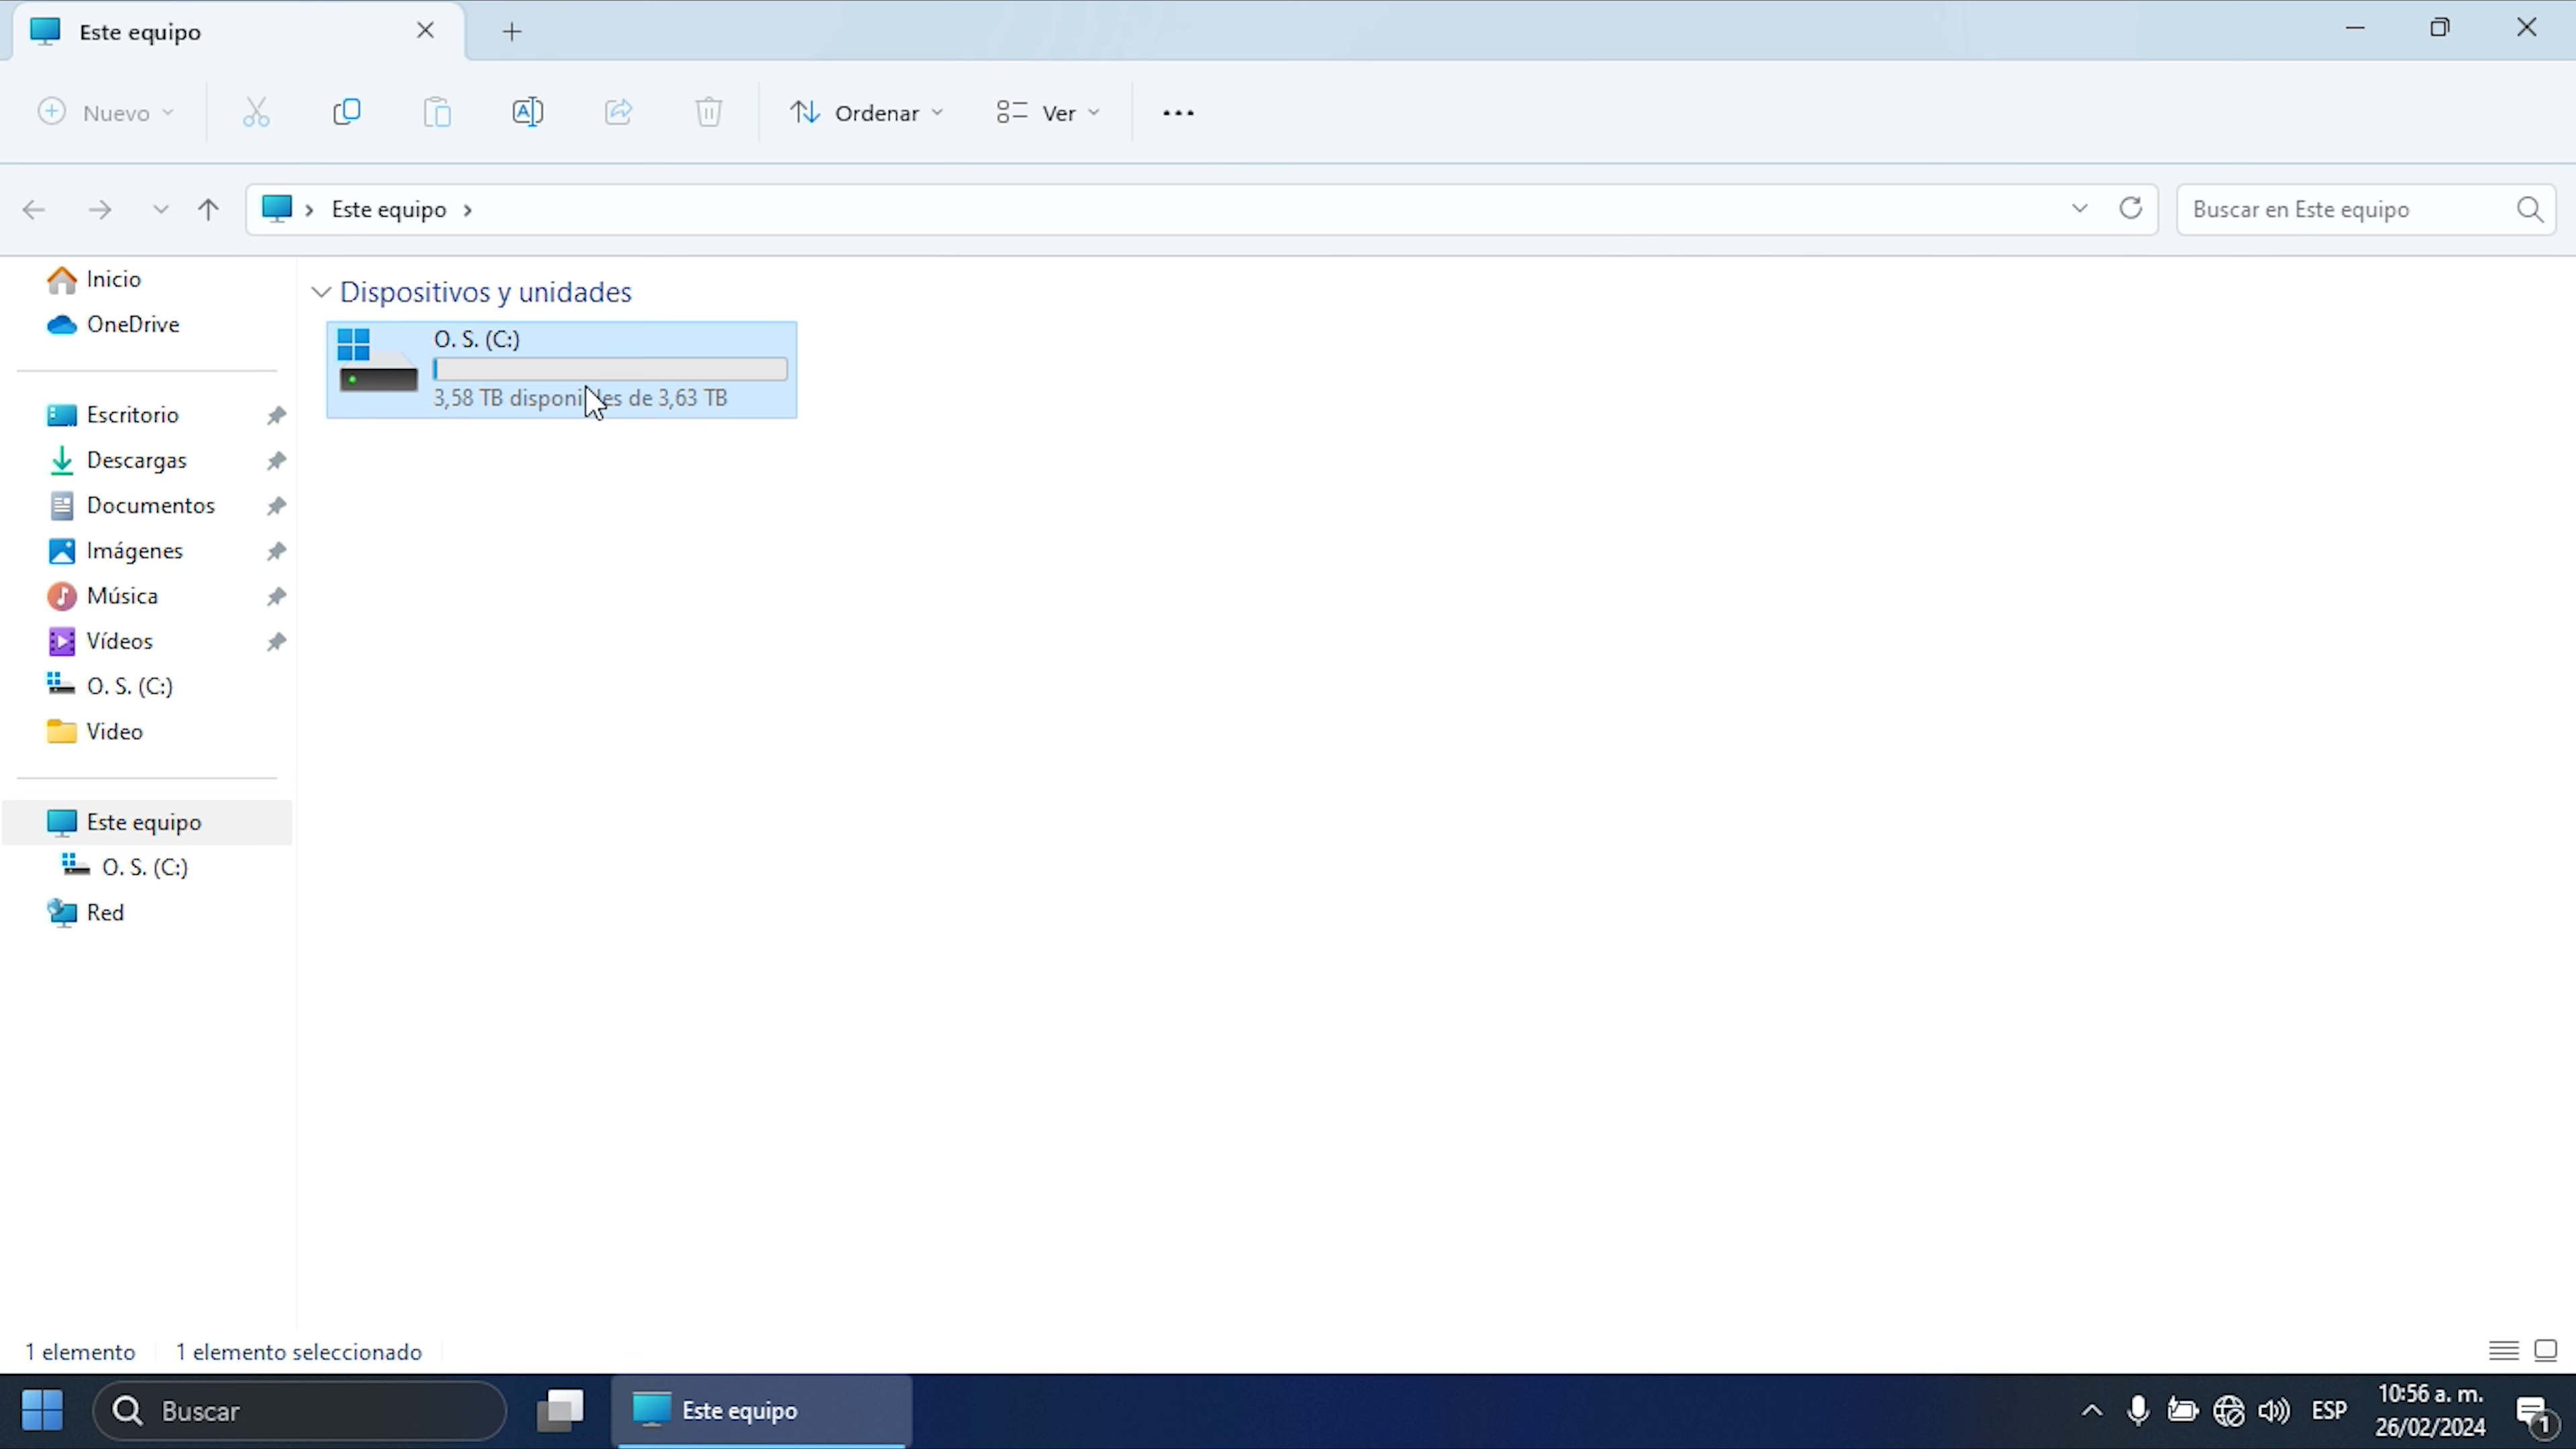 Este equipo
Nuevo
Ordenar
Ver
Este equipo
Buscar en Este equipo
Inicio
OneDrive
Escritorio
Descargas
Documentos
Imágenes
Música
Vídeos
O. S. (C:)
Video
Este equipo
O. S. (C:)
Red
Dispositivos y unidades
O. S. (C:)
3,58 TB disponibles de 3,63 TB
1 elemento
1 elemento seleccionado
Buscar
Este equipo
ESP
10:56 a. m.
26/02/2024
1